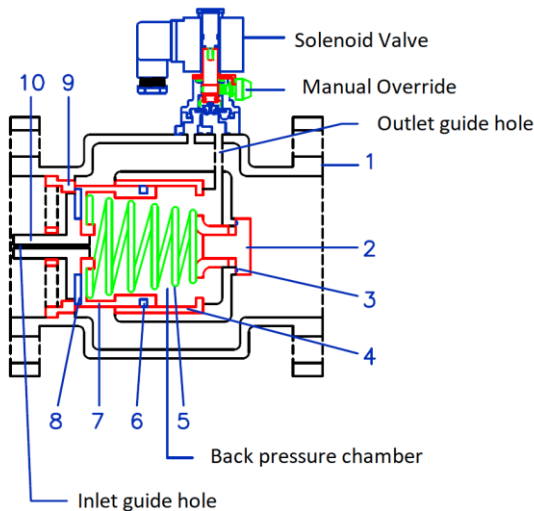 Solenoid Valve
Manual Override
Outlet guide hole
10
9
1
2
3
4
8
7
6
5
Back pressure chamber
Inlet guide hole